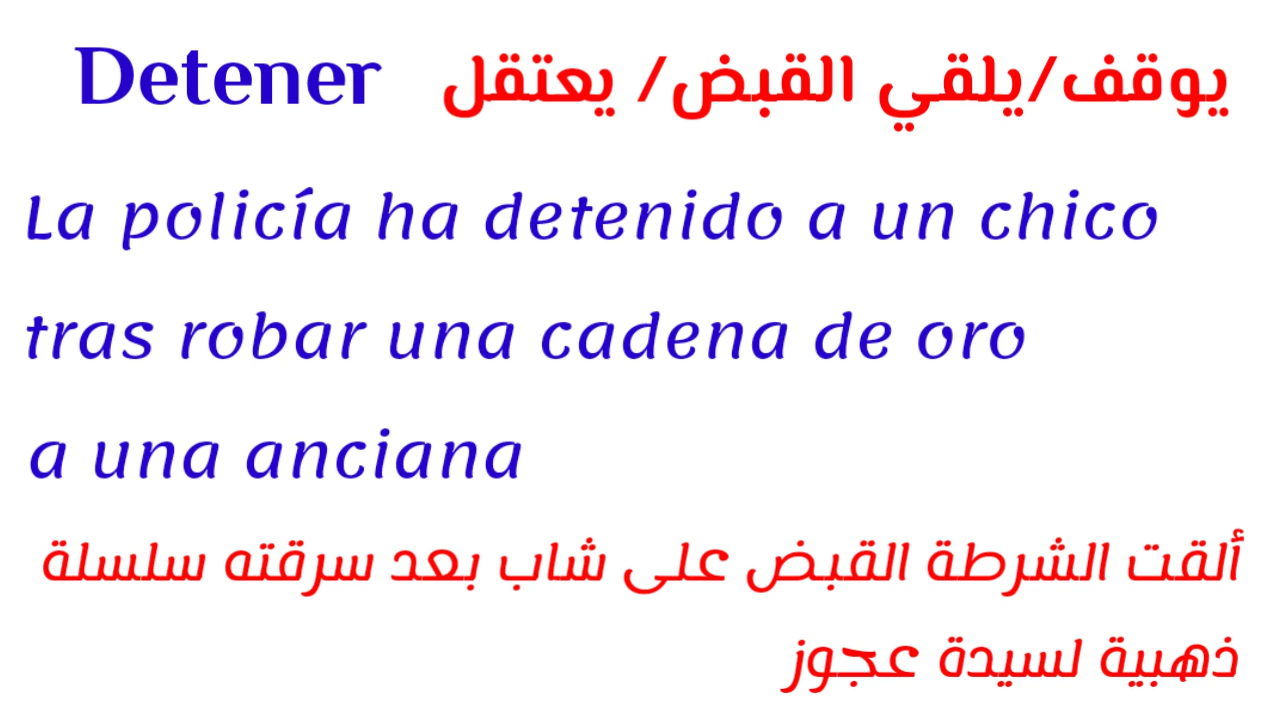 Detener يوقف/يلقي القبض/ يعتقل
La policía ha detenido a un chico
tras robar una cadena de oro
a una anciana
ألقت الشرطة القبض على شاب بعد سرقته سلسلة
ذهبية لسيدة عجوز